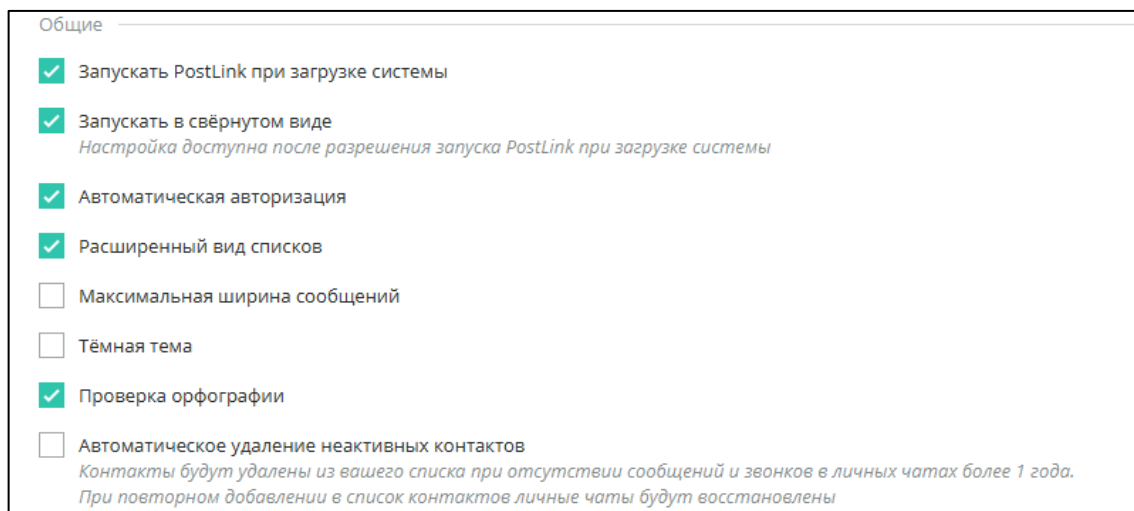 Общие
Запускать PostLink при загрузке системы
Запускать в свёрнутом виде
Настройка доступна после разрешения запуска PostLink при загрузке системы
Автоматическая авторизация
Расширенный вид списков
Максимальная ширина сообщений
Тёмная тема
Проверка орфографии
Автоматическое удаление неактивных контактов
Контакты будут удалены из вашего списка при отсутствии сообщений и звонков в личных чатах более 1 года.
При повторном добавлении в список контактов личные чаты будут восстановлены